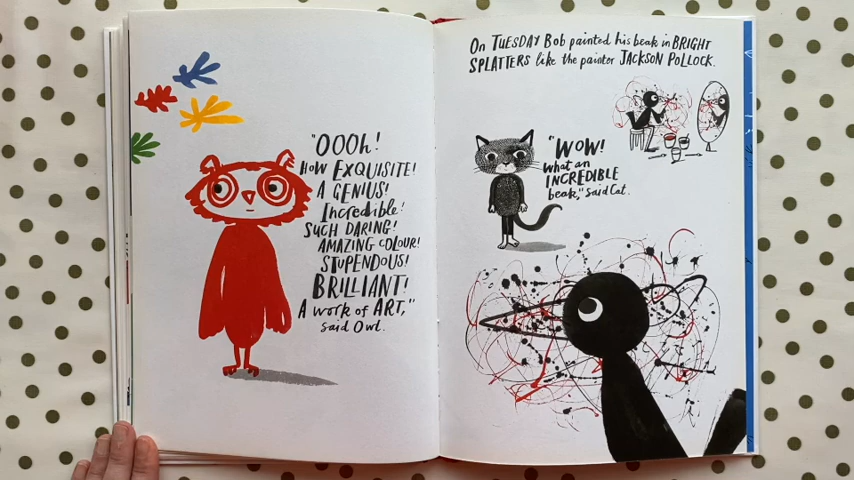 "OOOh!
HOW EXQUISITE!
A GENIUS!
Incredible!
SUCH DARING!
AMAZING COLOUR!
STUPENDOUS!
BRILLIANT!
A work of ART,"
said Owl.
On TUESDAY Bob painted his beak in BRIGHT
SPLATTERS like the painter JACKSON POLLOCK.
"WOW!
What an
INCREDIBLE
beak," said Cat.